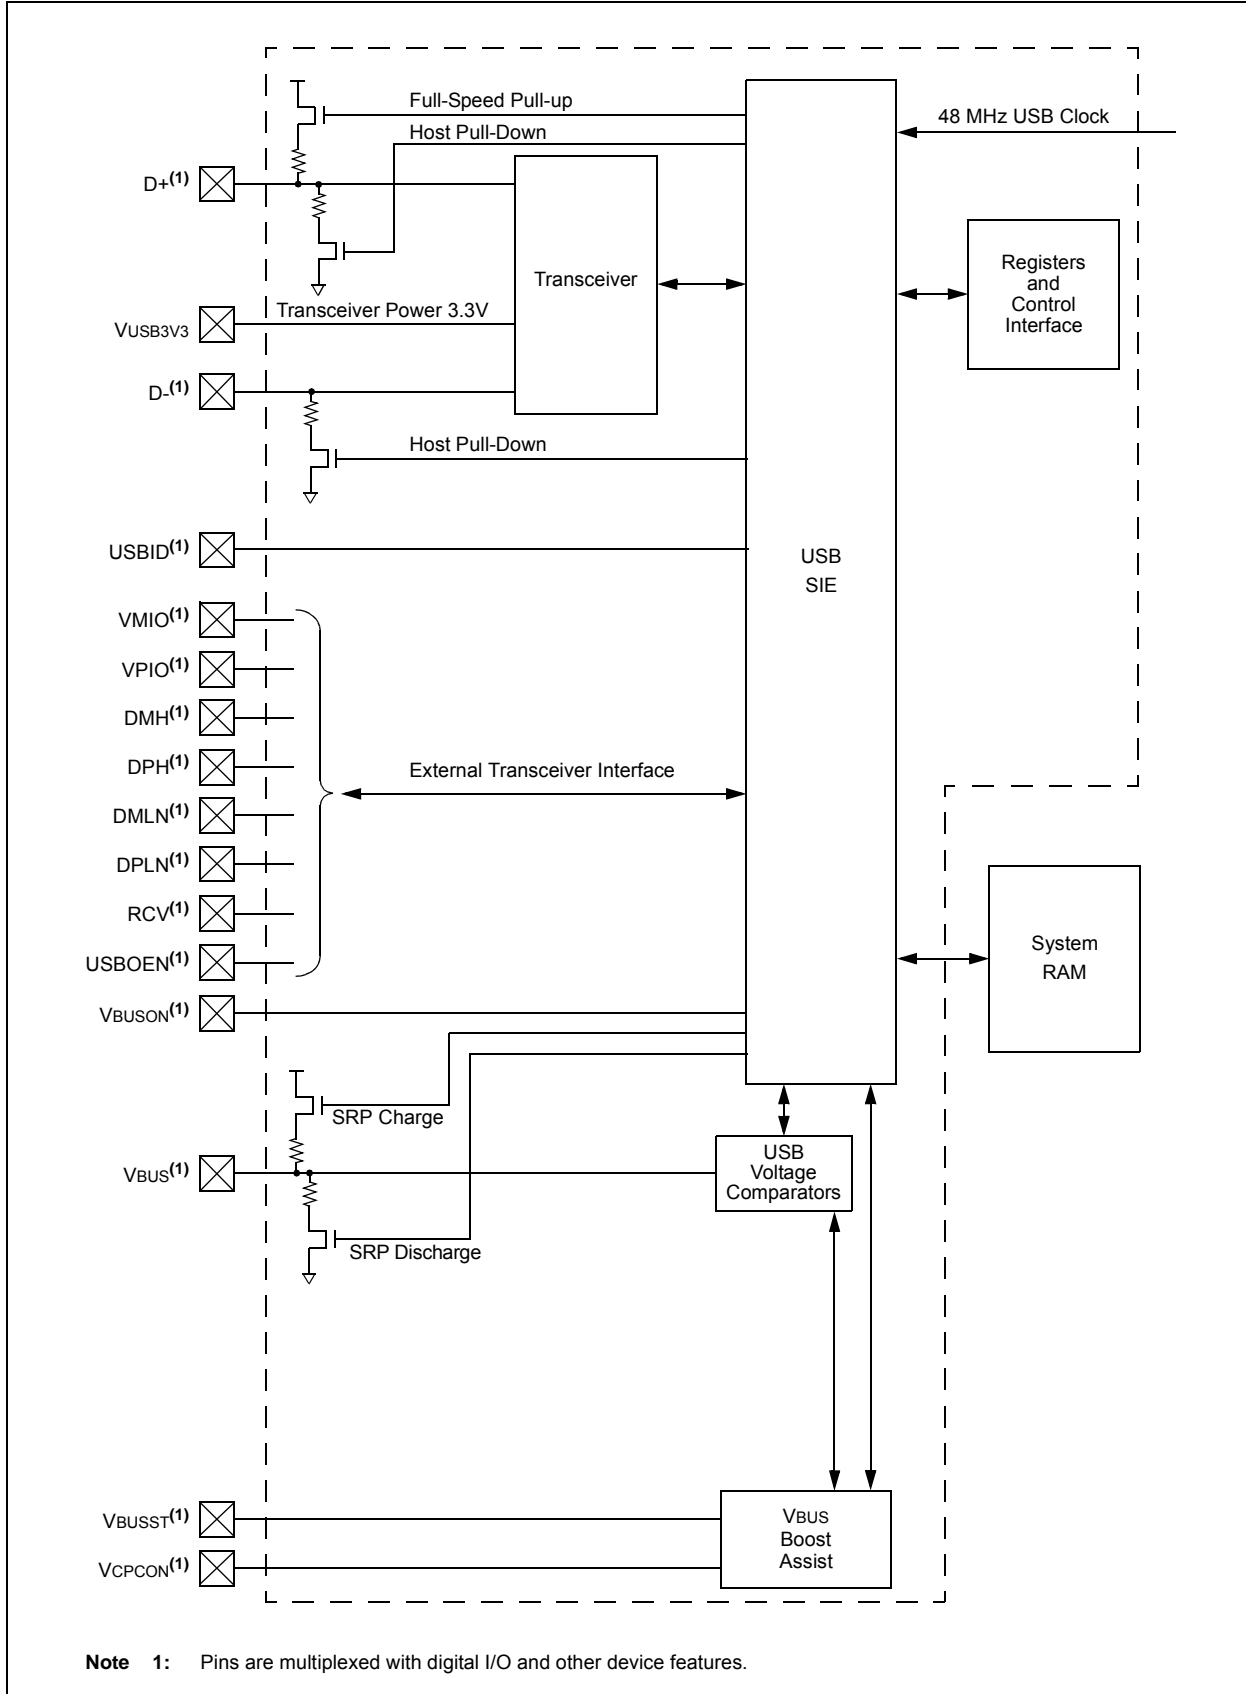 Full-Speed Pull-up
48 MHz USB Clock
Host Pull-Down
D+(1)
Transceiver
Registers
and
Control
Interface
Transceiver Power 3.3V
VUSB3V3
D-(1)
Host Pull-Down
USBID(1)
USB
SIE
VMIO(1)
VPIO(1)
DMH(1)
DPH(1)
External Transceiver Interface
DMLN(1)
DPLN(1)
RCV(1)
USBOEN(1)
System
RAM
VBUSON(1)
SRP Charge
USB
Voltage
Comparators
VBUS(1)
SRP Discharge
VBUSST(1)
VBUS
Boost
Assist
VCPCON(1)
Note 1: Pins are multiplexed with digital I/O and other device features.